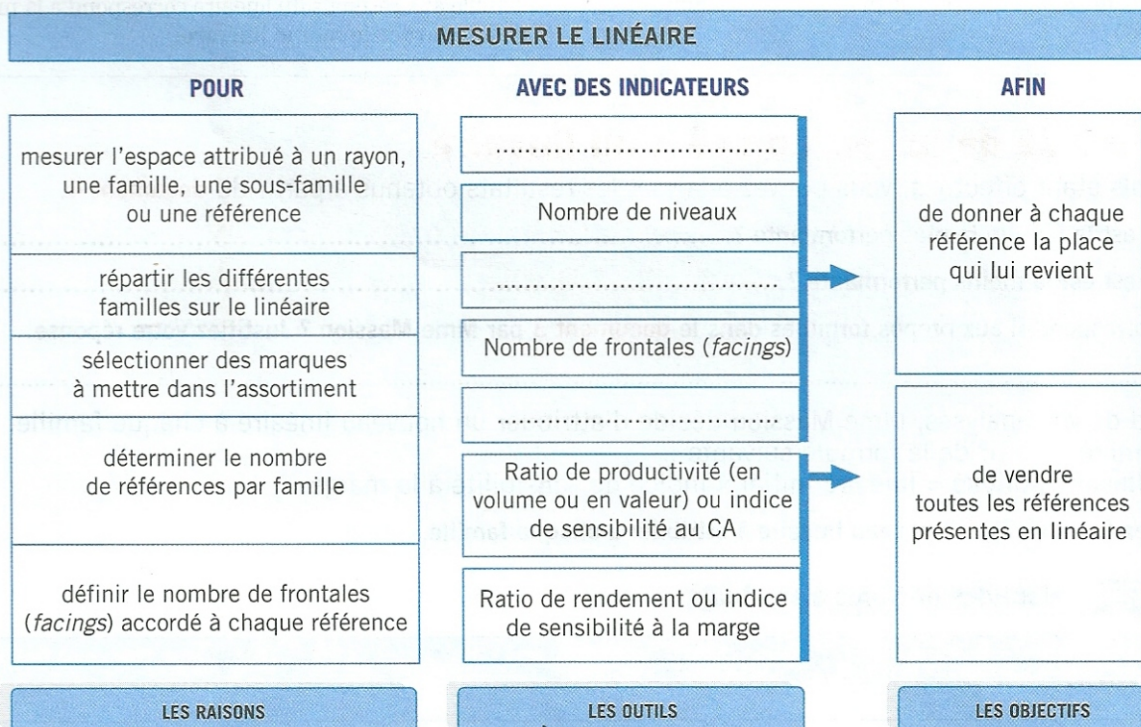 MESURER LE LINÉAIRE
POUR
mesurer l'espace attribué à un rayon,
une famille, une sous-famille
ou une référence
répartir les différentes
familles sur le linéaire
sélectionner des marques
à mettre dans l'assortiment
déterminer le nombre
de références par famille
définir le nombre de frontales
(facings) accordé à chaque référence
LES RAISONS
AVEC DES INDICATEURS
........................................
Nombre de niveaux
Nombre de frontales (facings)
Ratio de productivité (en
volume ou en valeur) ou indice
de sensibilité au CA
Ratio de rendement ou indice
de sensibilité à la marge
LES OUTILS
AFIN
de donner à chaque
référence la place
qui lui revient
de vendre
toutes les références
présentes en linéaire
LES OBJECTIFS